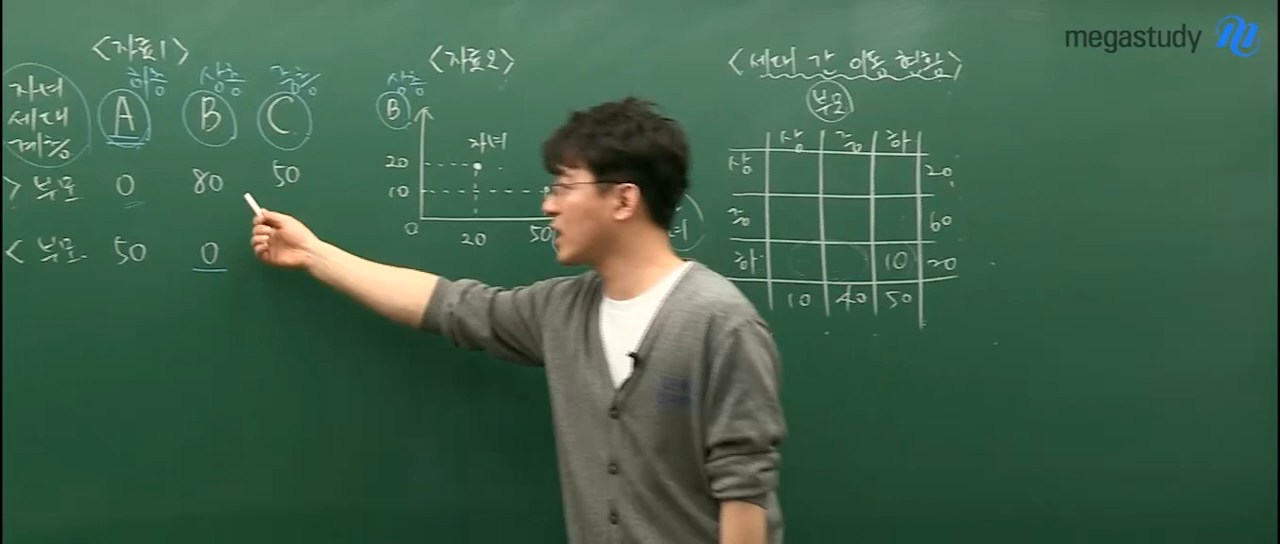 megastudy
<자료1>
하층 상층 중층
자녀 세대 계층 A B C
> 부모 0 80 50
< 부모 50 0
<자료2>
상층
B
자녀
20
10
0 20 50
<세대 간 이동 현황>
부모
상 중 하
상 20
중 60
하 10 20
10 40 50